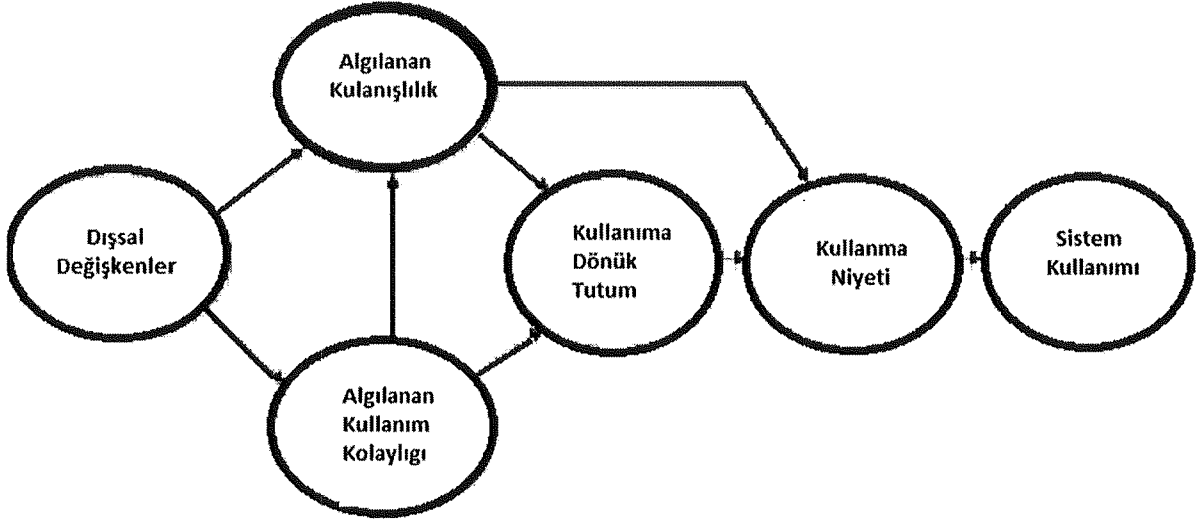 Algılanan
Kulanışlılık
Dışsal
Değişkenler
Kullanıma
Dönük
Tutum
Kullanma
Niyeti
Sistem
Kullanımı
Algılanan
Kullanım
Kolaylıgı